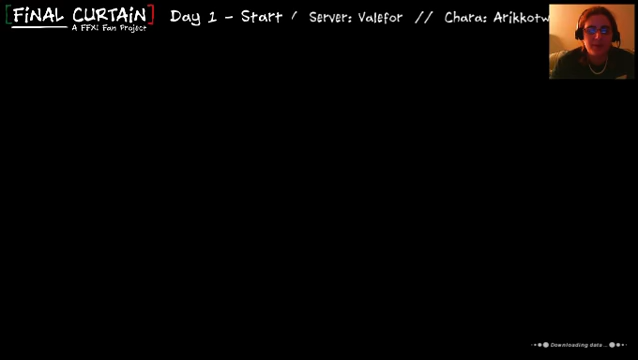 [FiNAL CURTAiN] Day 1 - Start / Server: Valefor // Chara: Arikkotw
A FFXI Fan Project
Downloading data ..